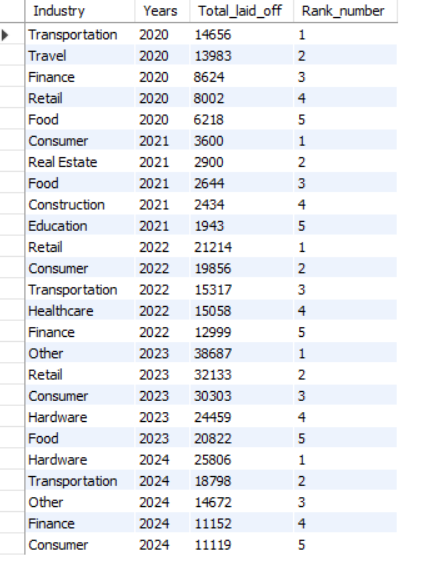 Industry Years Total_laid_off Rank_number
Transportation 2020 14656 1
Travel 2020 13983 2
Finance 2020 8624 3
Retail 2020 8002 4
Food 2020 6218 5
Consumer 2021 3600 1
Real Estate 2021 2900 2
Food 2021 2644 3
Construction 2021 2434 4
Education 2021 1943 5
Retail 2022 21214 1
Consumer 2022 19856 2
Transportation 2022 15317 3
Healthcare 2022 15058 4
Finance 2022 12999 5
Other 2023 38687 1
Retail 2023 32133 2
Consumer 2023 30303 3
Hardware 2023 24459 4
Food 2023 20822 5
Hardware 2024 25806 1
Transportation 2024 18798 2
Other 2024 14672 3
Finance 2024 11152 4
Consumer 2024 11119 5